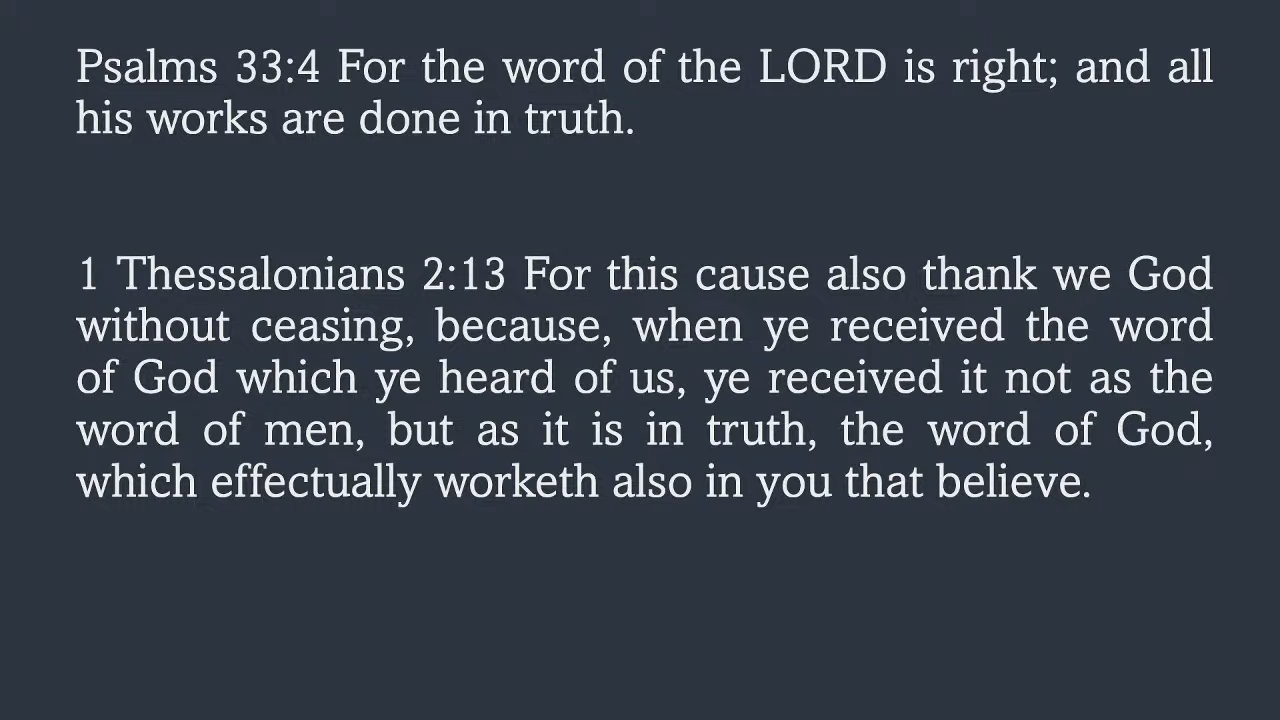 Psalms 33:4 For the word of the LORD is right; and all
his works are done in truth.
1 Thessalonians 2:13 For this cause also thank we God
without ceasing, because, when ye received the word
of God which ye heard of us, ye received it not as the
word of men, but as it is in truth, the word of God,
which effectually worketh also in you that believe.